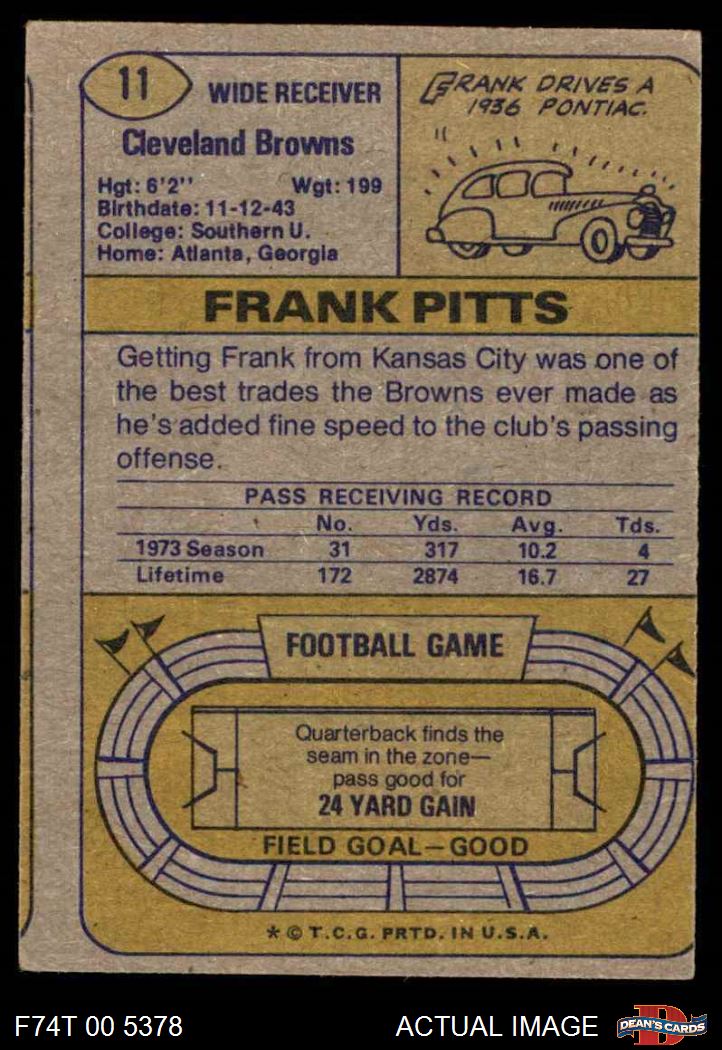 11
WIDE RECEIVER
Cleveland Browns
Hgt: 6'2'' Wgt: 199
Birthdate: 11-12-43
College: Southern U.
Home: Atlanta, Georgia
FRANK DRIVES A
1936 PONTIAC.
FRANK PITTS
Getting Frank from Kansas City was one of
the best trades the Browns ever made as
he's added fine speed to the club's passing
offense.
PASS RECEIVING RECORD
No. Yds. Avg. Tds.
1973 Season 31 317 10.2 4
Lifetime 172 2874 16.7 27
FOOTBALL GAME
Quarterback finds the
seam in the zone—
pass good for
24 YARD GAIN
FIELD GOAL—GOOD
* © T.C.G. PRTD. IN U.S.A.
F74T 00 5378
ACTUAL IMAGE
D
DEAN'S CARDS